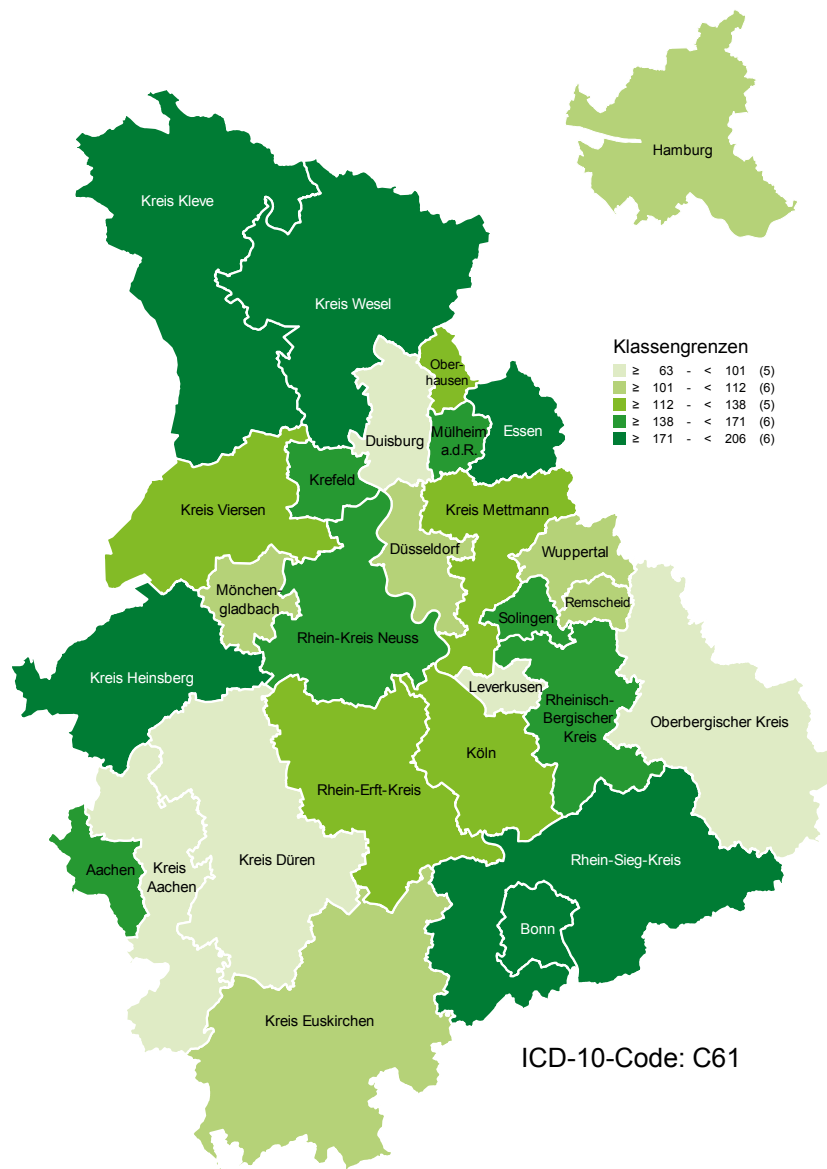 Hamburg
Kreis Kleve
Kreis Wesel
Klassengrenzen
≥ 63 - < 101 (5)
≥ 101 - < 112 (6)
≥ 112 - < 138 (5)
≥ 138 - < 171 (6)
≥ 171 - < 206 (6)
Ober-
hausen
Duisburg
Mülheim
a.d.R.
Essen
Krefeld
Kreis Viersen
Kreis Mettmann
Düsseldorf
Wuppertal
Mönchen-
gladbach
Remscheid
Solingen
Rhein-Kreis Neuss
Kreis Heinsberg
Leverkusen
Rheinisch-
Bergischer
Kreis
Oberbergischer Kreis
Köln
Rhein-Erft-Kreis
Aachen
Kreis
Aachen
Kreis Düren
Rhein-Sieg-Kreis
Bonn
Kreis Euskirchen
ICD-10-Code: C61